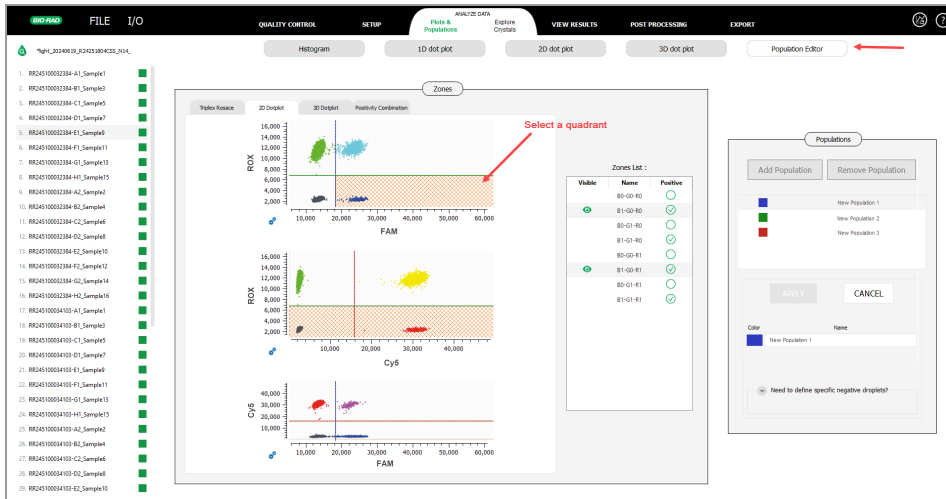 BIO-RAD FILE I/O
QUALITY CONTROL
SETUP
ANALYZE DATA
Plots & Populations
Explore Crystals
VIEW RESULTS
POST PROCESSING
EXPORT
*light_20240619_R24251804CSS_N14_
Histogram
1D dot plot
2D dot plot
3D dot plot
Population Editor
1. RR245100032384-A1_Sample1
2. RR245100032384-B1_Sample3
3. RR245100032384-C1_Sample5
4. RR245100032384-D1_Sample7
5. RR245100032384-E1_Sample9
6. RR245100032384-F1_Sample11
7. RR245100032384-G1_Sample13
8. RR245100032384-H1_Sample15
9. RR245100032384-A2_Sample2
10. RR245100032384-B2_Sample4
11. RR245100032384-C2_Sample6
12. RR245100032384-D2_Sample8
13. RR245100032384-E2_Sample10
14. RR245100032384-F2_Sample12
15. RR245100032384-G2_Sample14
16. RR245100032384-H2_Sample16
17. RR245100034103-A1_Sample1
18. RR245100034103-B1_Sample3
19. RR245100034103-C1_Sample5
20. RR245100034103-D1_Sample7
21. RR245100034103-E1_Sample9
22. RR245100034103-F1_Sample11
23. RR245100034103-G1_Sample13
24. RR245100034103-H1_Sample15
25. RR245100034103-A2_Sample2
26. RR245100034103-B2_Sample4
27. RR245100034103-C2_Sample6
28. RR245100034103-D2_Sample8
29. RR245100034103-E2_Sample10
Zones
Triplex Rosace
2D Dotplot
3D Dotplot
Positivity Combination
Select a quadrant
ROX
16,000
14,000
12,000
10,000
8,000
6,000
4,000
2,000
10,000 20,000 30,000 40,000 50,000 60,000
FAM
ROX
16,000
14,000
12,000
10,000
8,000
6,000
4,000
2,000
10,000 20,000 30,000 40,000
Cy5
Cy5
40,000
30,000
20,000
10,000
10,000 20,000 30,000 40,000 50,000 60,000
FAM
Zones List :
Visible Name Positive
B0-G0-R0
B1-G0-R0
B0-G1-R0
B1-G1-R0
B0-G0-R1
B1-G0-R1
B0-G1-R1
B1-G1-R1
Populations
Add Population
Remove Population
New Population 1
New Population 2
New Population 3
APPLY
CANCEL
Color Name
New Population 1
Need to define specific negative droplets?